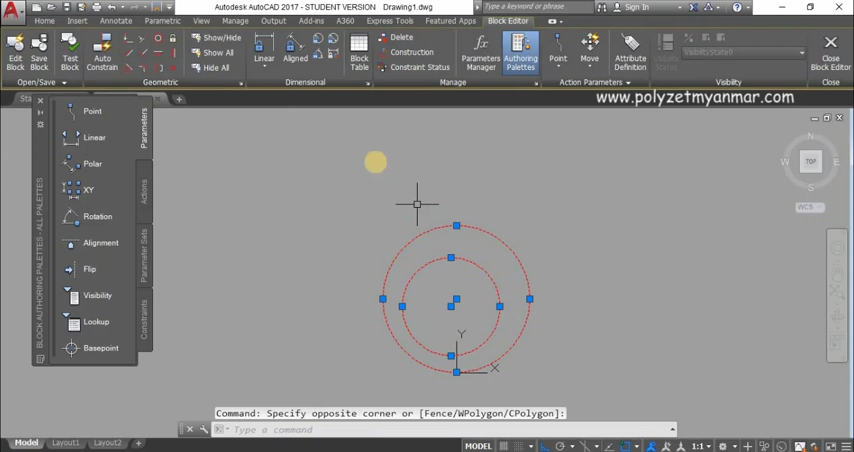 Autodesk AutoCAD 2017 - STUDENT VERSION Drawing1.dwg
Type a keyword or phrase
Sign In
Home Insert Annotate Parametric View Manage Output Add-ins A360 Express Tools Featured Apps Block Editor
Edit Block
Save Block
Test Block
Auto Constrain
Show/Hide
Show All
Hide All
Linear
Aligned
Block Table
Delete
Construction
Constraint Status
Parameters Manager
Authoring Palettes
Point
Move
Attribute Definition
VisibilityState0
Close Block Editor
Open/Save
Geometric
Dimensional
Manage
Action Parameters
Visibility
Close
www.polyzetmyanmar.com
Point
Linear
Polar
XY
Rotation
Alignment
Flip
Visibility
Lookup
Basepoint
Parameters
Actions
Parameter Sets
Constraints
BLOCK AUTHORING PALETTES - ALL PALETTES
N
W
TOP
E
S
WCS
Y
X
Command: Specify opposite corner or [Fence/WPolygon/CPolygon]:
Type a command
Model Layout1 Layout2 +
MODEL
1:1